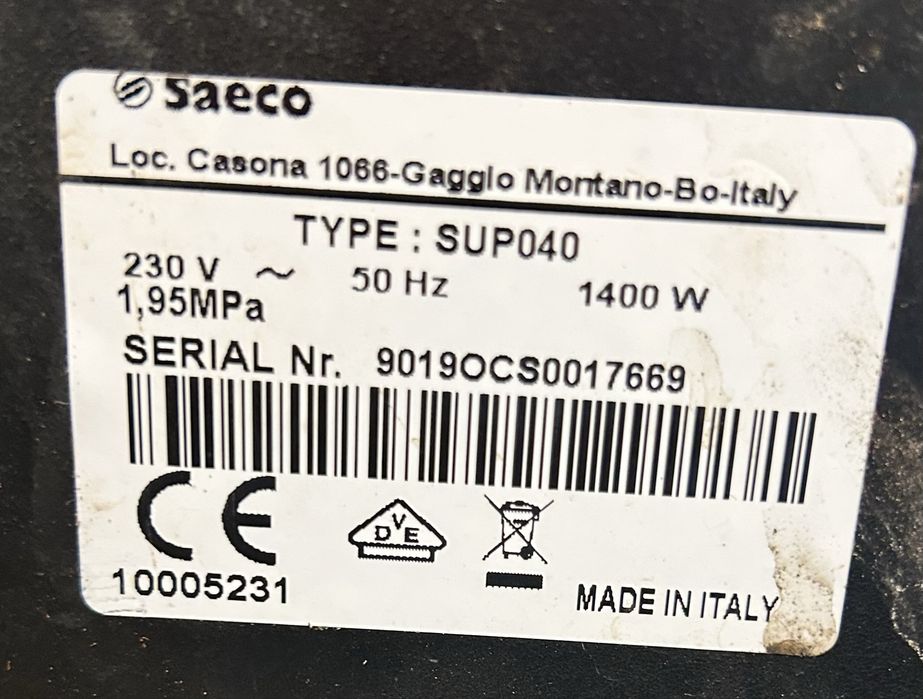 Saeco
Loc. Casona 1066-Gaggio Montano-Bo-Italy
TYPE : SUP040
230 V ~ 50 Hz 1400 W
1,95MPa
SERIAL Nr. 9019OCS0017669
CE
DVE
10005231
MADE IN ITALY